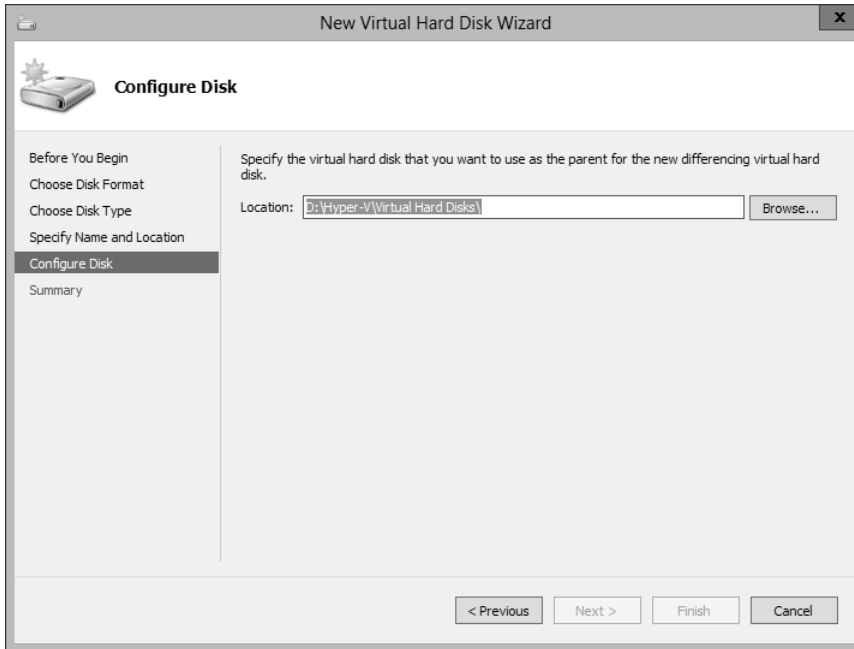 New Virtual Hard Disk Wizard
x
Configure Disk
Before You Begin
Choose Disk Format
Choose Disk Type
Specify Name and Location
Configure Disk
Summary
Specify the virtual hard disk that you want to use as the parent for the new differencing virtual hard
disk.
Location: D:\Hyper-V\Virtual Hard Disks\ Browse...
< Previous Next > Finish Cancel